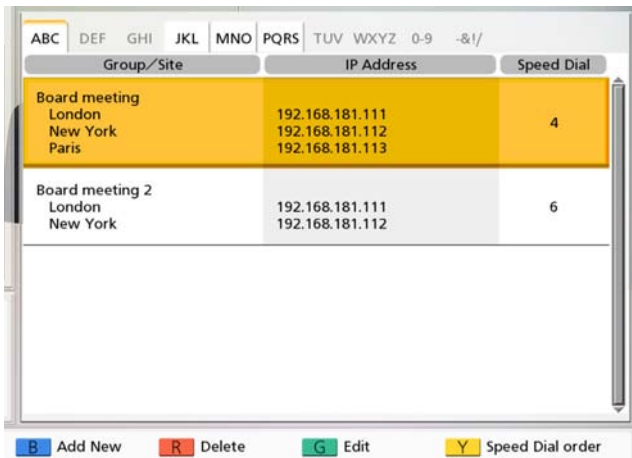 ABC DEF GHI JKL MNO PQRS TUV WXYZ 0-9 -&!/
Group/Site IP Address Speed Dial
Board meeting
London 192.168.181.111
New York 192.168.181.112 4
Paris 192.168.181.113
Board meeting 2
London 192.168.181.111 6
New York 192.168.181.112
B Add New R Delete G Edit Y Speed Dial order